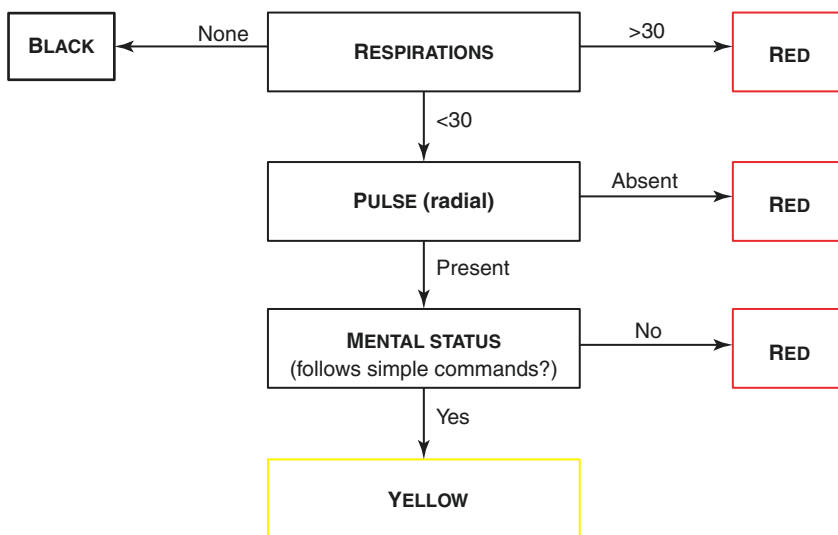 BLACK
None
RESPIRATIONS
>30
RED
<30
PULSE (radial)
Absent
RED
Present
MENTAL STATUS
(follows simple commands?)
No
RED
Yes
YELLOW